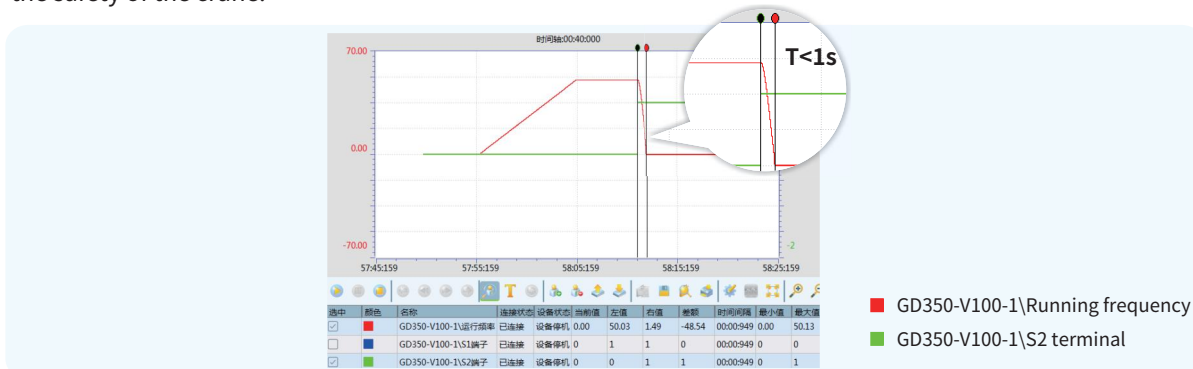 the safety of the crane.
时间轴:00:40:000
70.00
T<1s
0.00
-70.00
-2
57:45:159 57:55:159 58:05:159 58:15:159 58:25:159
T
选中 颜色 名称 连接状态 设备状态 当前值 左值 右值 差额 时间间隔 最小值 最大值
GD350-V100-1\运行频率 已连接 设备停机 0.00 50.03 1.49 -48.54 00:00:949 0.00 50.13
GD350-V100-1\S1端子 已连接 设备停机 0 1 1 0 00:00:949 0 0
GD350-V100-1\S2端子 已连接 设备停机 0 0 1 1 00:00:949 0 1
GD350-V100-1\Running frequency
GD350-V100-1\S2 terminal